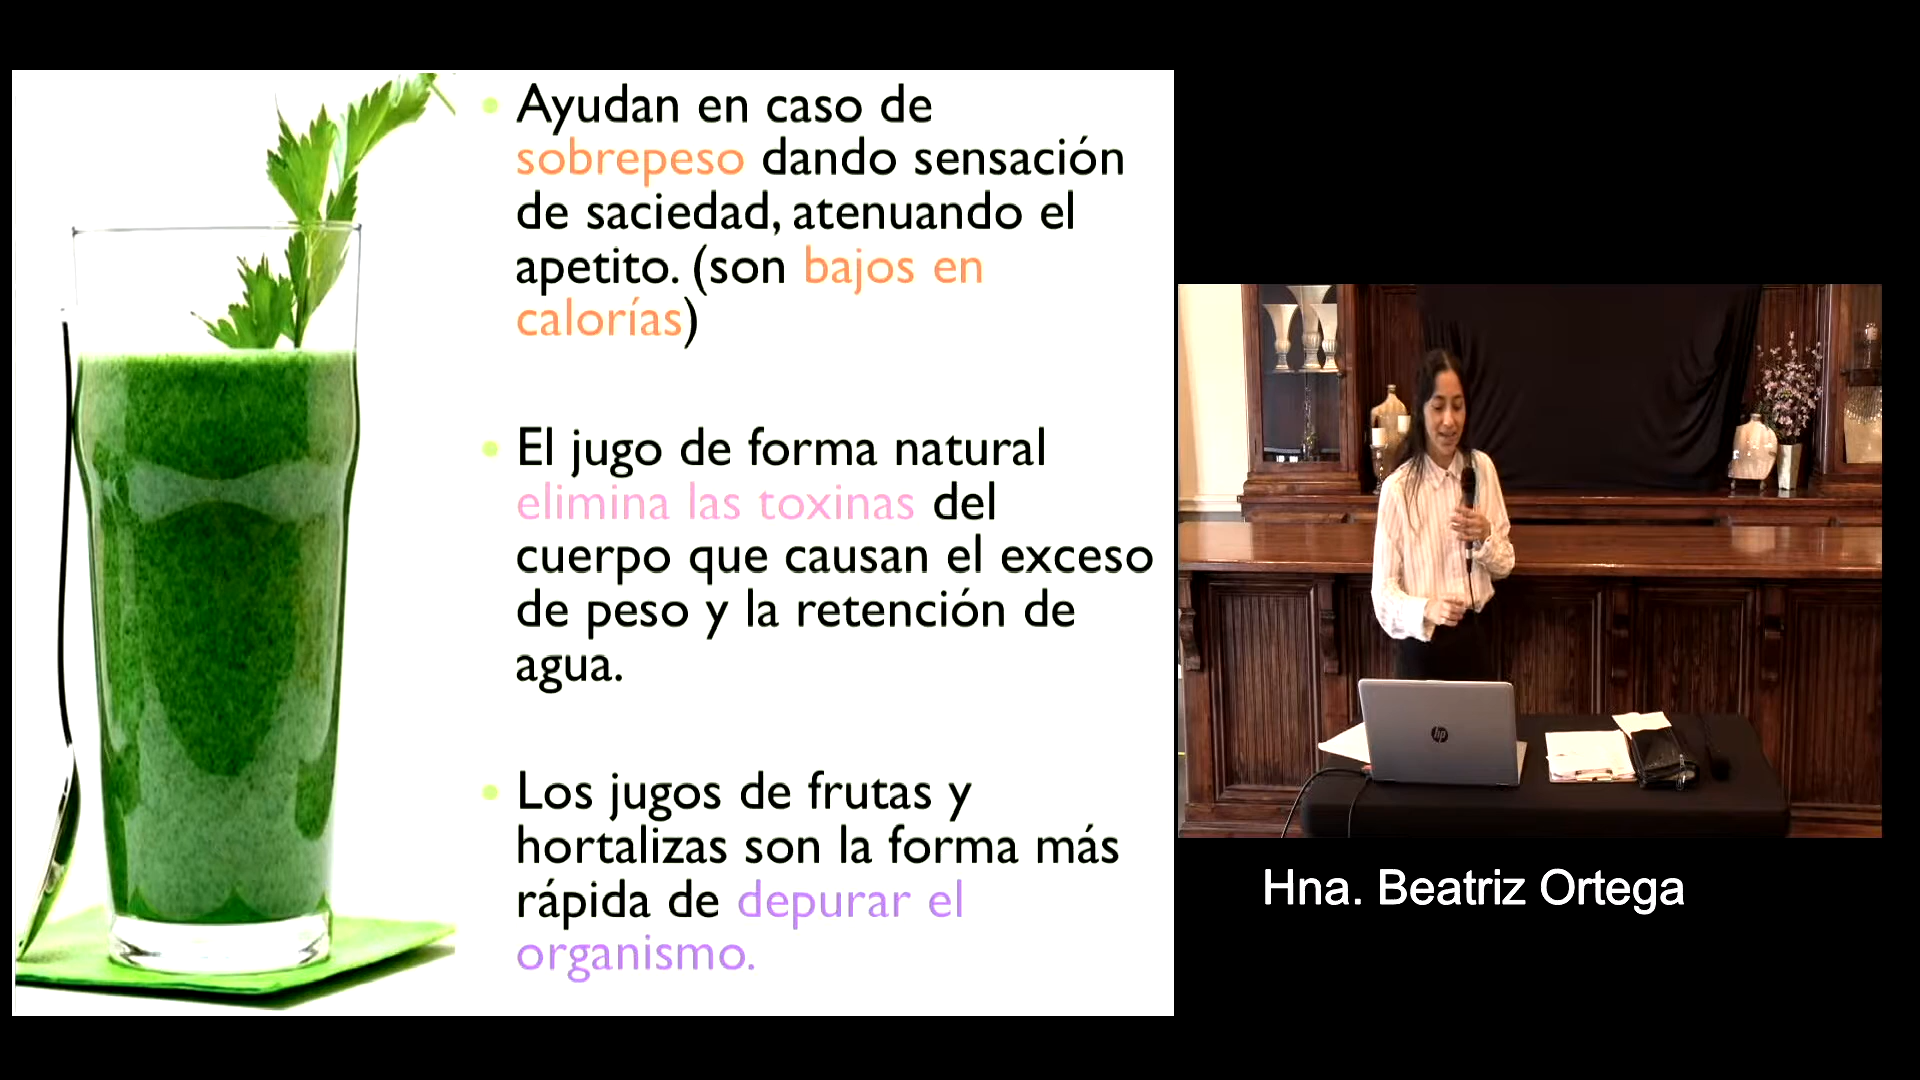 Ayudan en caso de
sobrepeso dando sensación
de saciedad, atenuando el
apetito. (son bajos en
calorías)
El jugo de forma natural
elimina las toxinas del
cuerpo que causan el exceso
de peso y la retención de
agua.
Los jugos de frutas y
hortalizas son la forma más
rápida de depurar el
organismo.
hp
Hna. Beatriz Ortega